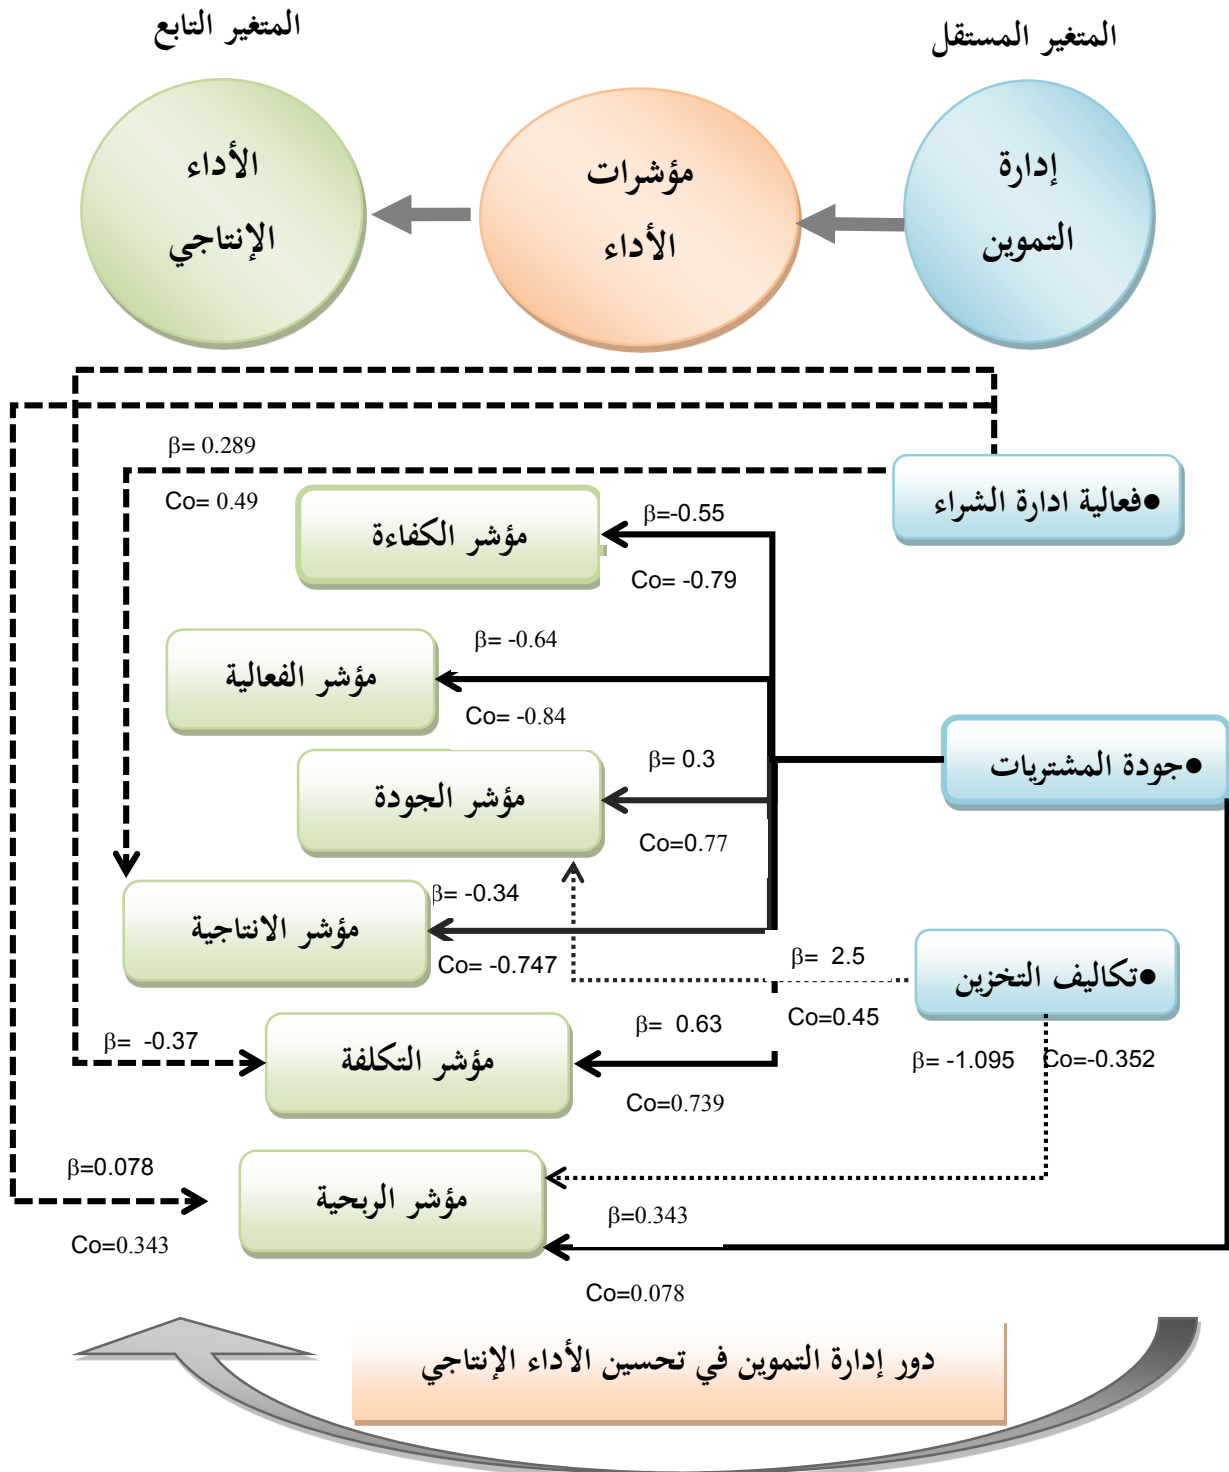 المتغير المستقل
المتغير التابع
إدارة
التموين
مؤشرات
الأداء
الأداء
الإنتاجي
β= 0.289
Co= 0.49
●فعالية ادارة الشراء
مؤشر الكفاءة
β=-0.55
Co= -0.79
مؤشر الفعالية
β= -0.64
Co= -0.84
●جودة المشتريات
مؤشر الجودة
β= 0.3
Co=0.77
مؤشر الانتاجية
β= -0.34
Co= -0.747
●تكاليف التخزين
β= 2.5
Co=0.45
مؤشر التكلفة
β= 0.63
Co=0.739
β= -0.37
β= -1.095
Co=-0.352
مؤشر الربحية
β=0.078
Co=0.343
β=0.343
Co=0.078
دور إدارة التموين في تحسين الأداء الإنتاجي